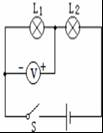 L₁ L₂
- V +
S